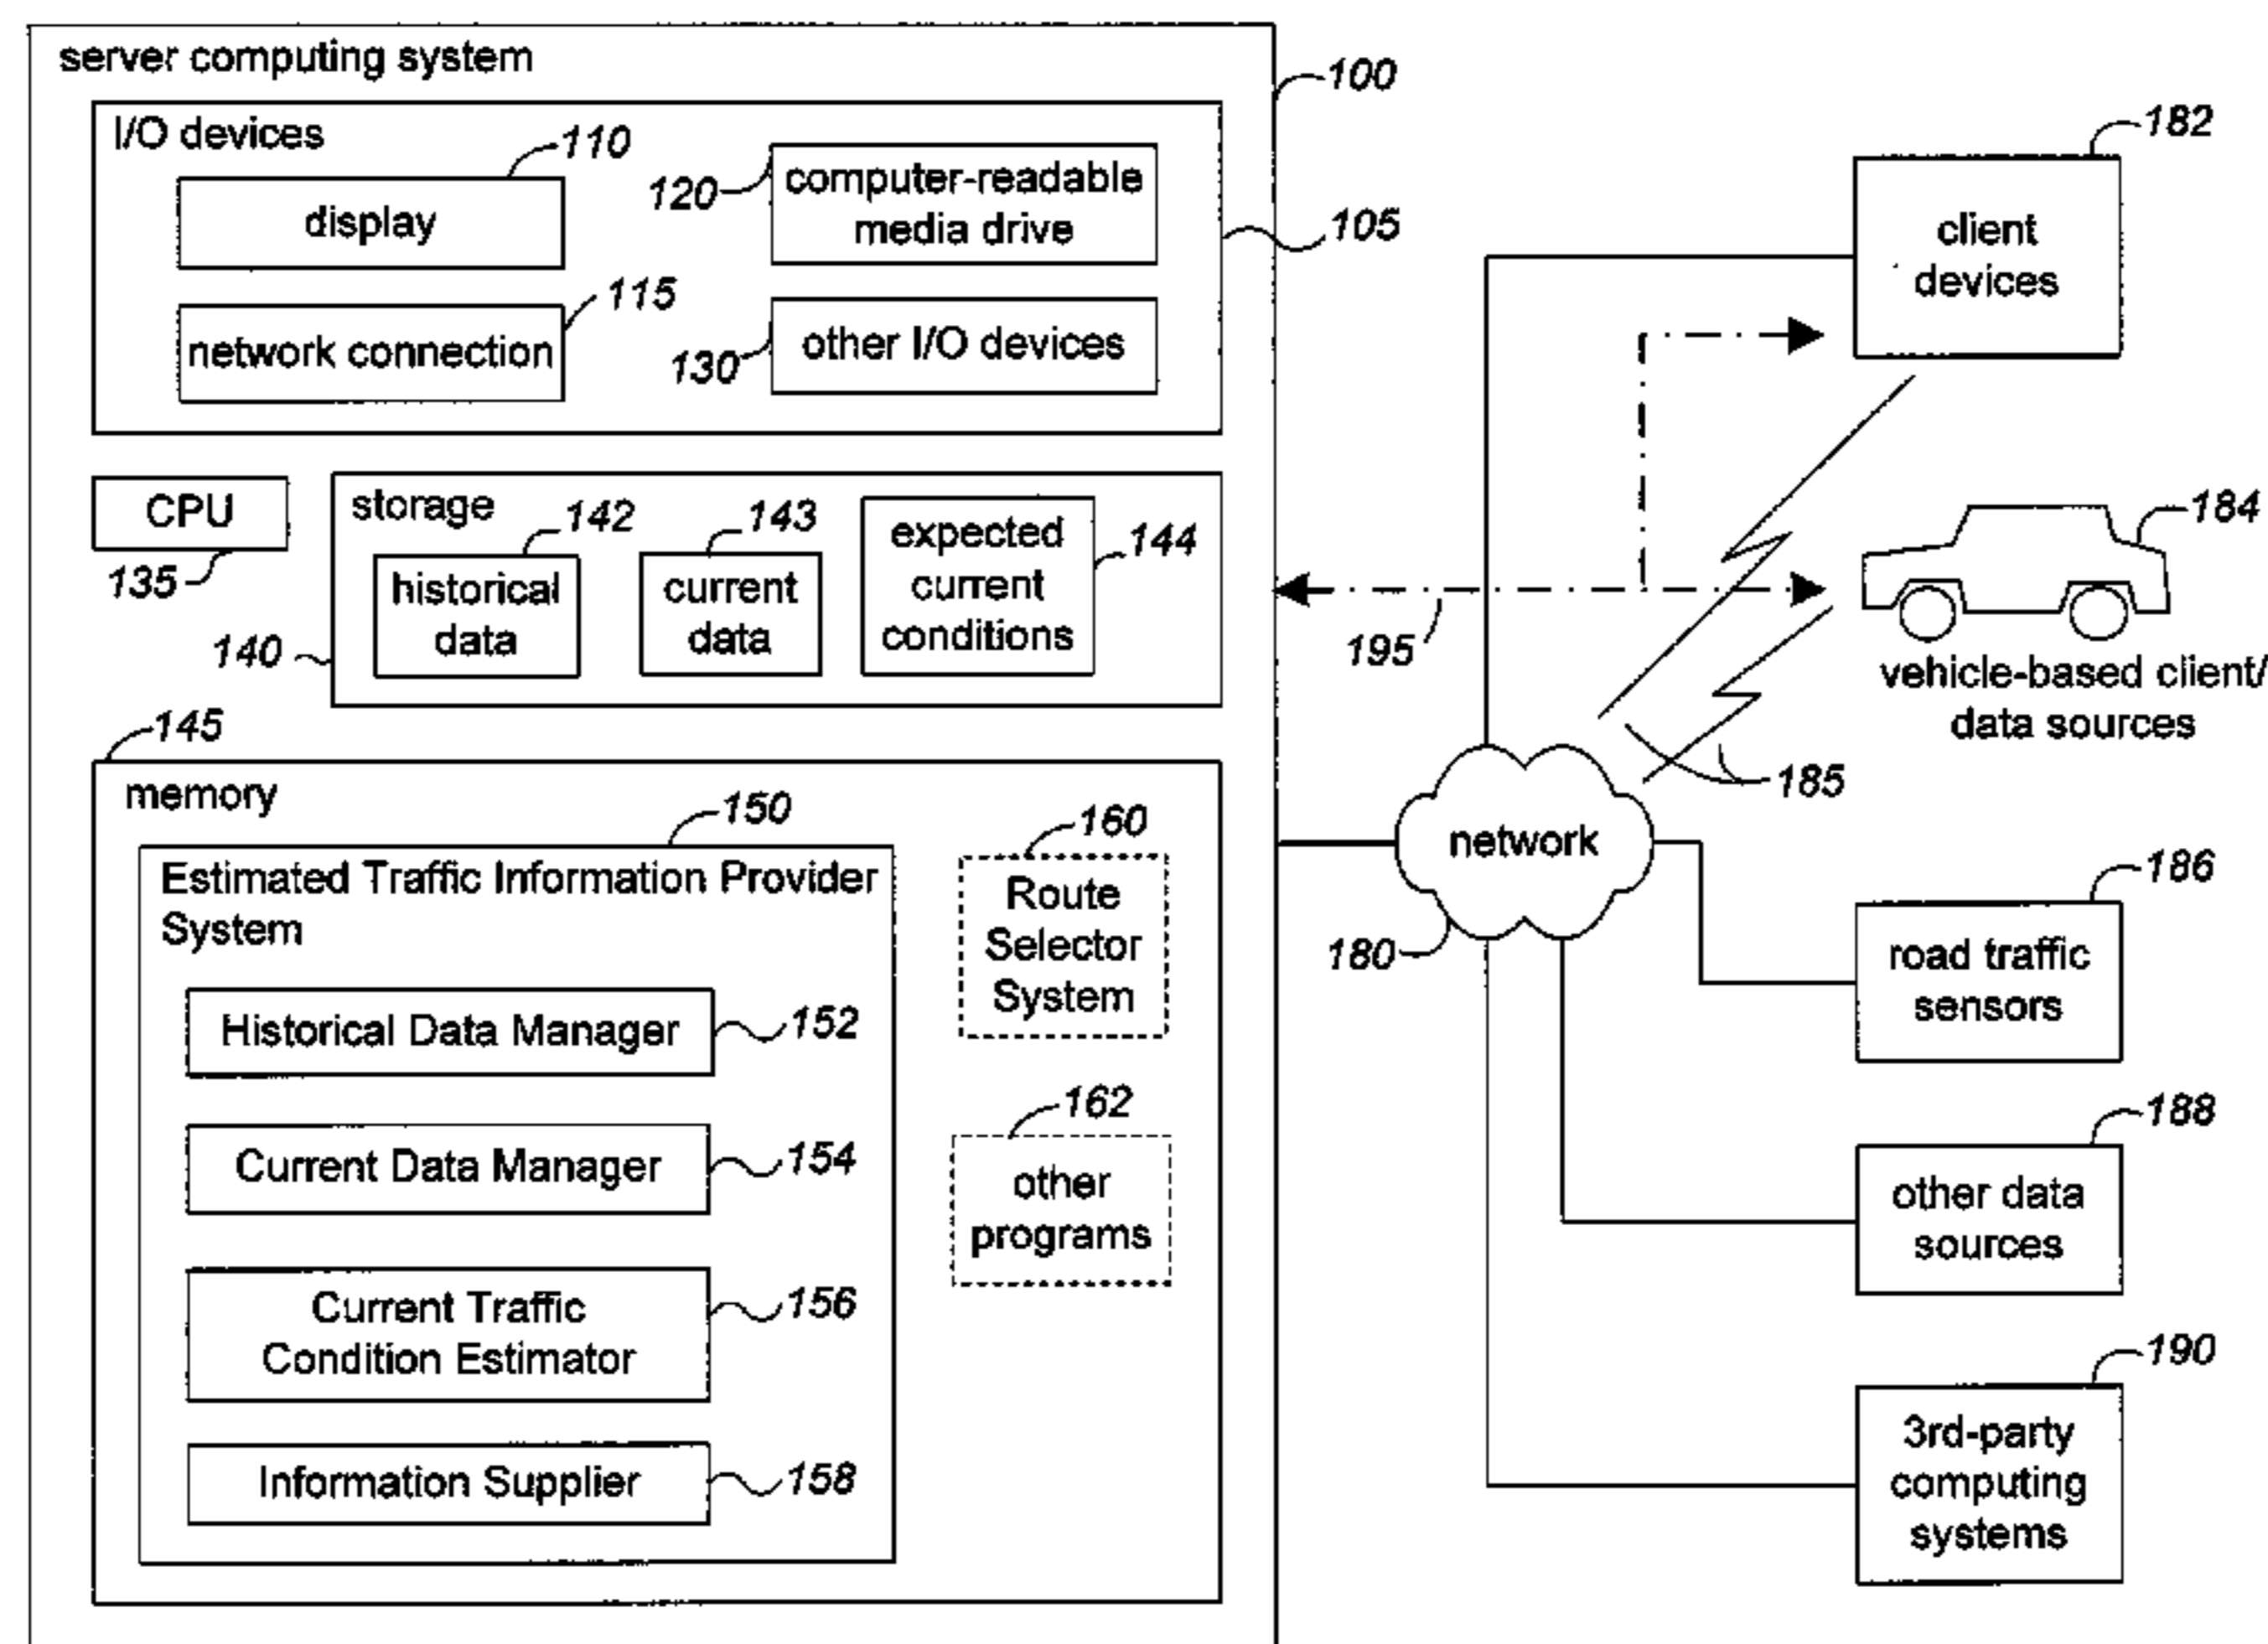 server computing system
100
I/O devices
110
display
120
computer-readable
media drive
105
115
network connection
130
other I/O devices
CPU
135
storage
140
142
historical
data
143
current
data
expected
current
conditions
144
145
memory
150
Estimated Traffic Information Provider
System
Historical Data Manager
152
Current Data Manager
154
Current Traffic
Condition Estimator
156
Information Supplier
158
160
Route
Selector
System
162
other
programs
182
client
devices
184
vehicle-based client/
data sources
195
185
network
180
186
road traffic
sensors
188
other data
sources
190
3rd-party
computing
systems